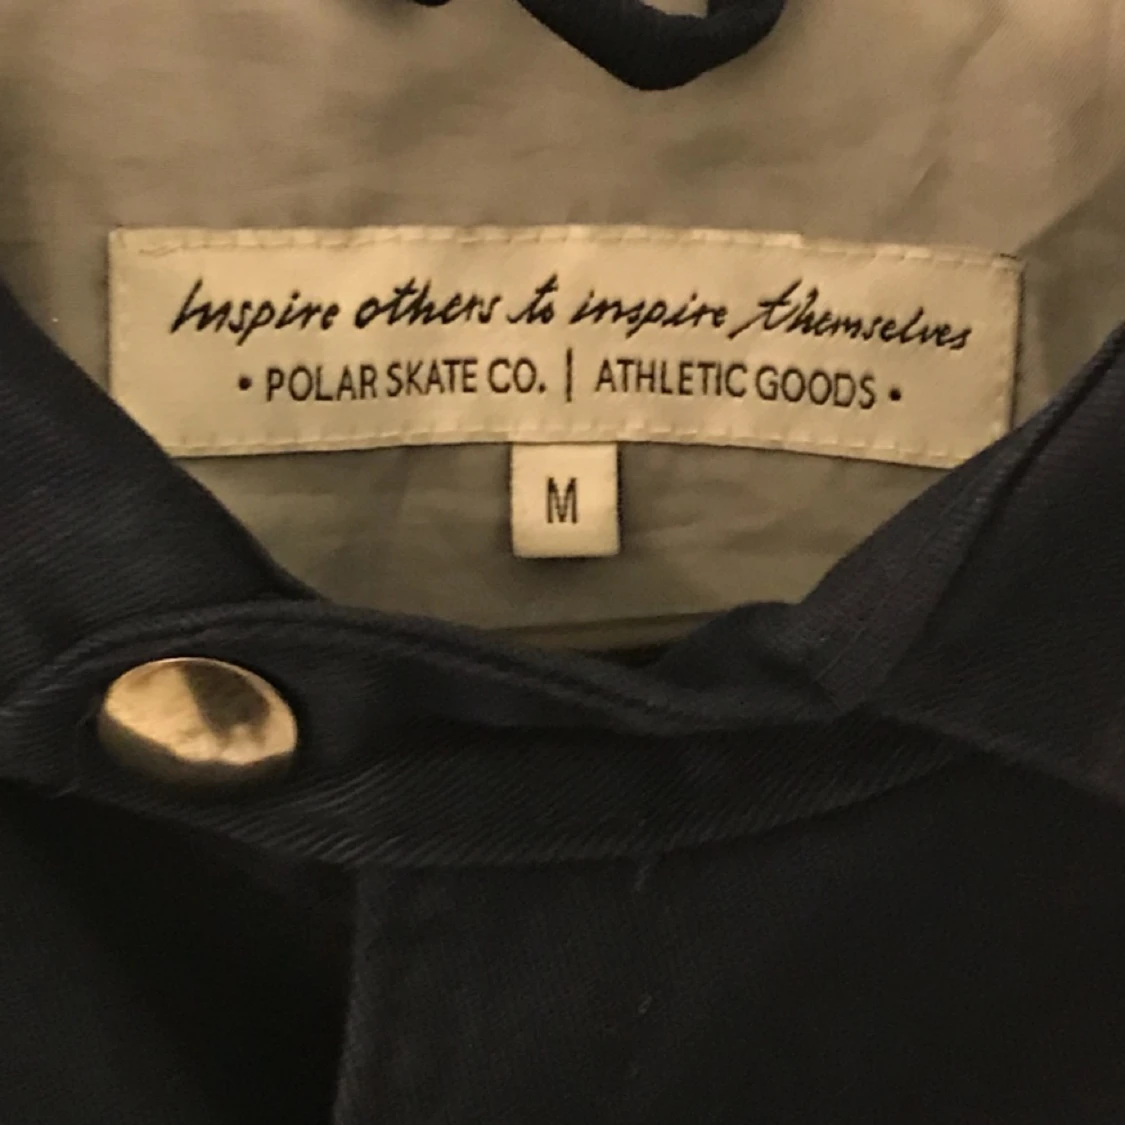 Inspire others to inspire themselves
• POLAR SKATE CO. | ATHLETIC GOODS •
M